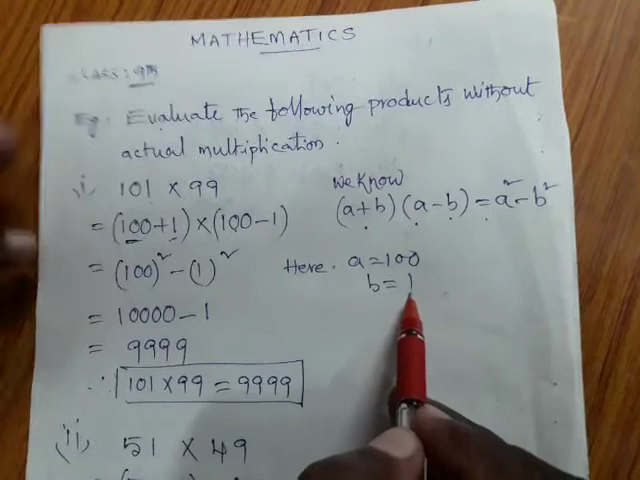 MATHEMATICS
Class: 9th
Eg: Evaluate the following products without
actual multiplication.
i, 101 × 99
= (100+1) × (100-1)
= (100)² - (1)²
= 10000 - 1
= 9999
∴ 101 × 99 = 9999
We know
(a+b) (a-b) = a² - b²
Here. a = 100
b = 1
(ii) 51 × 49